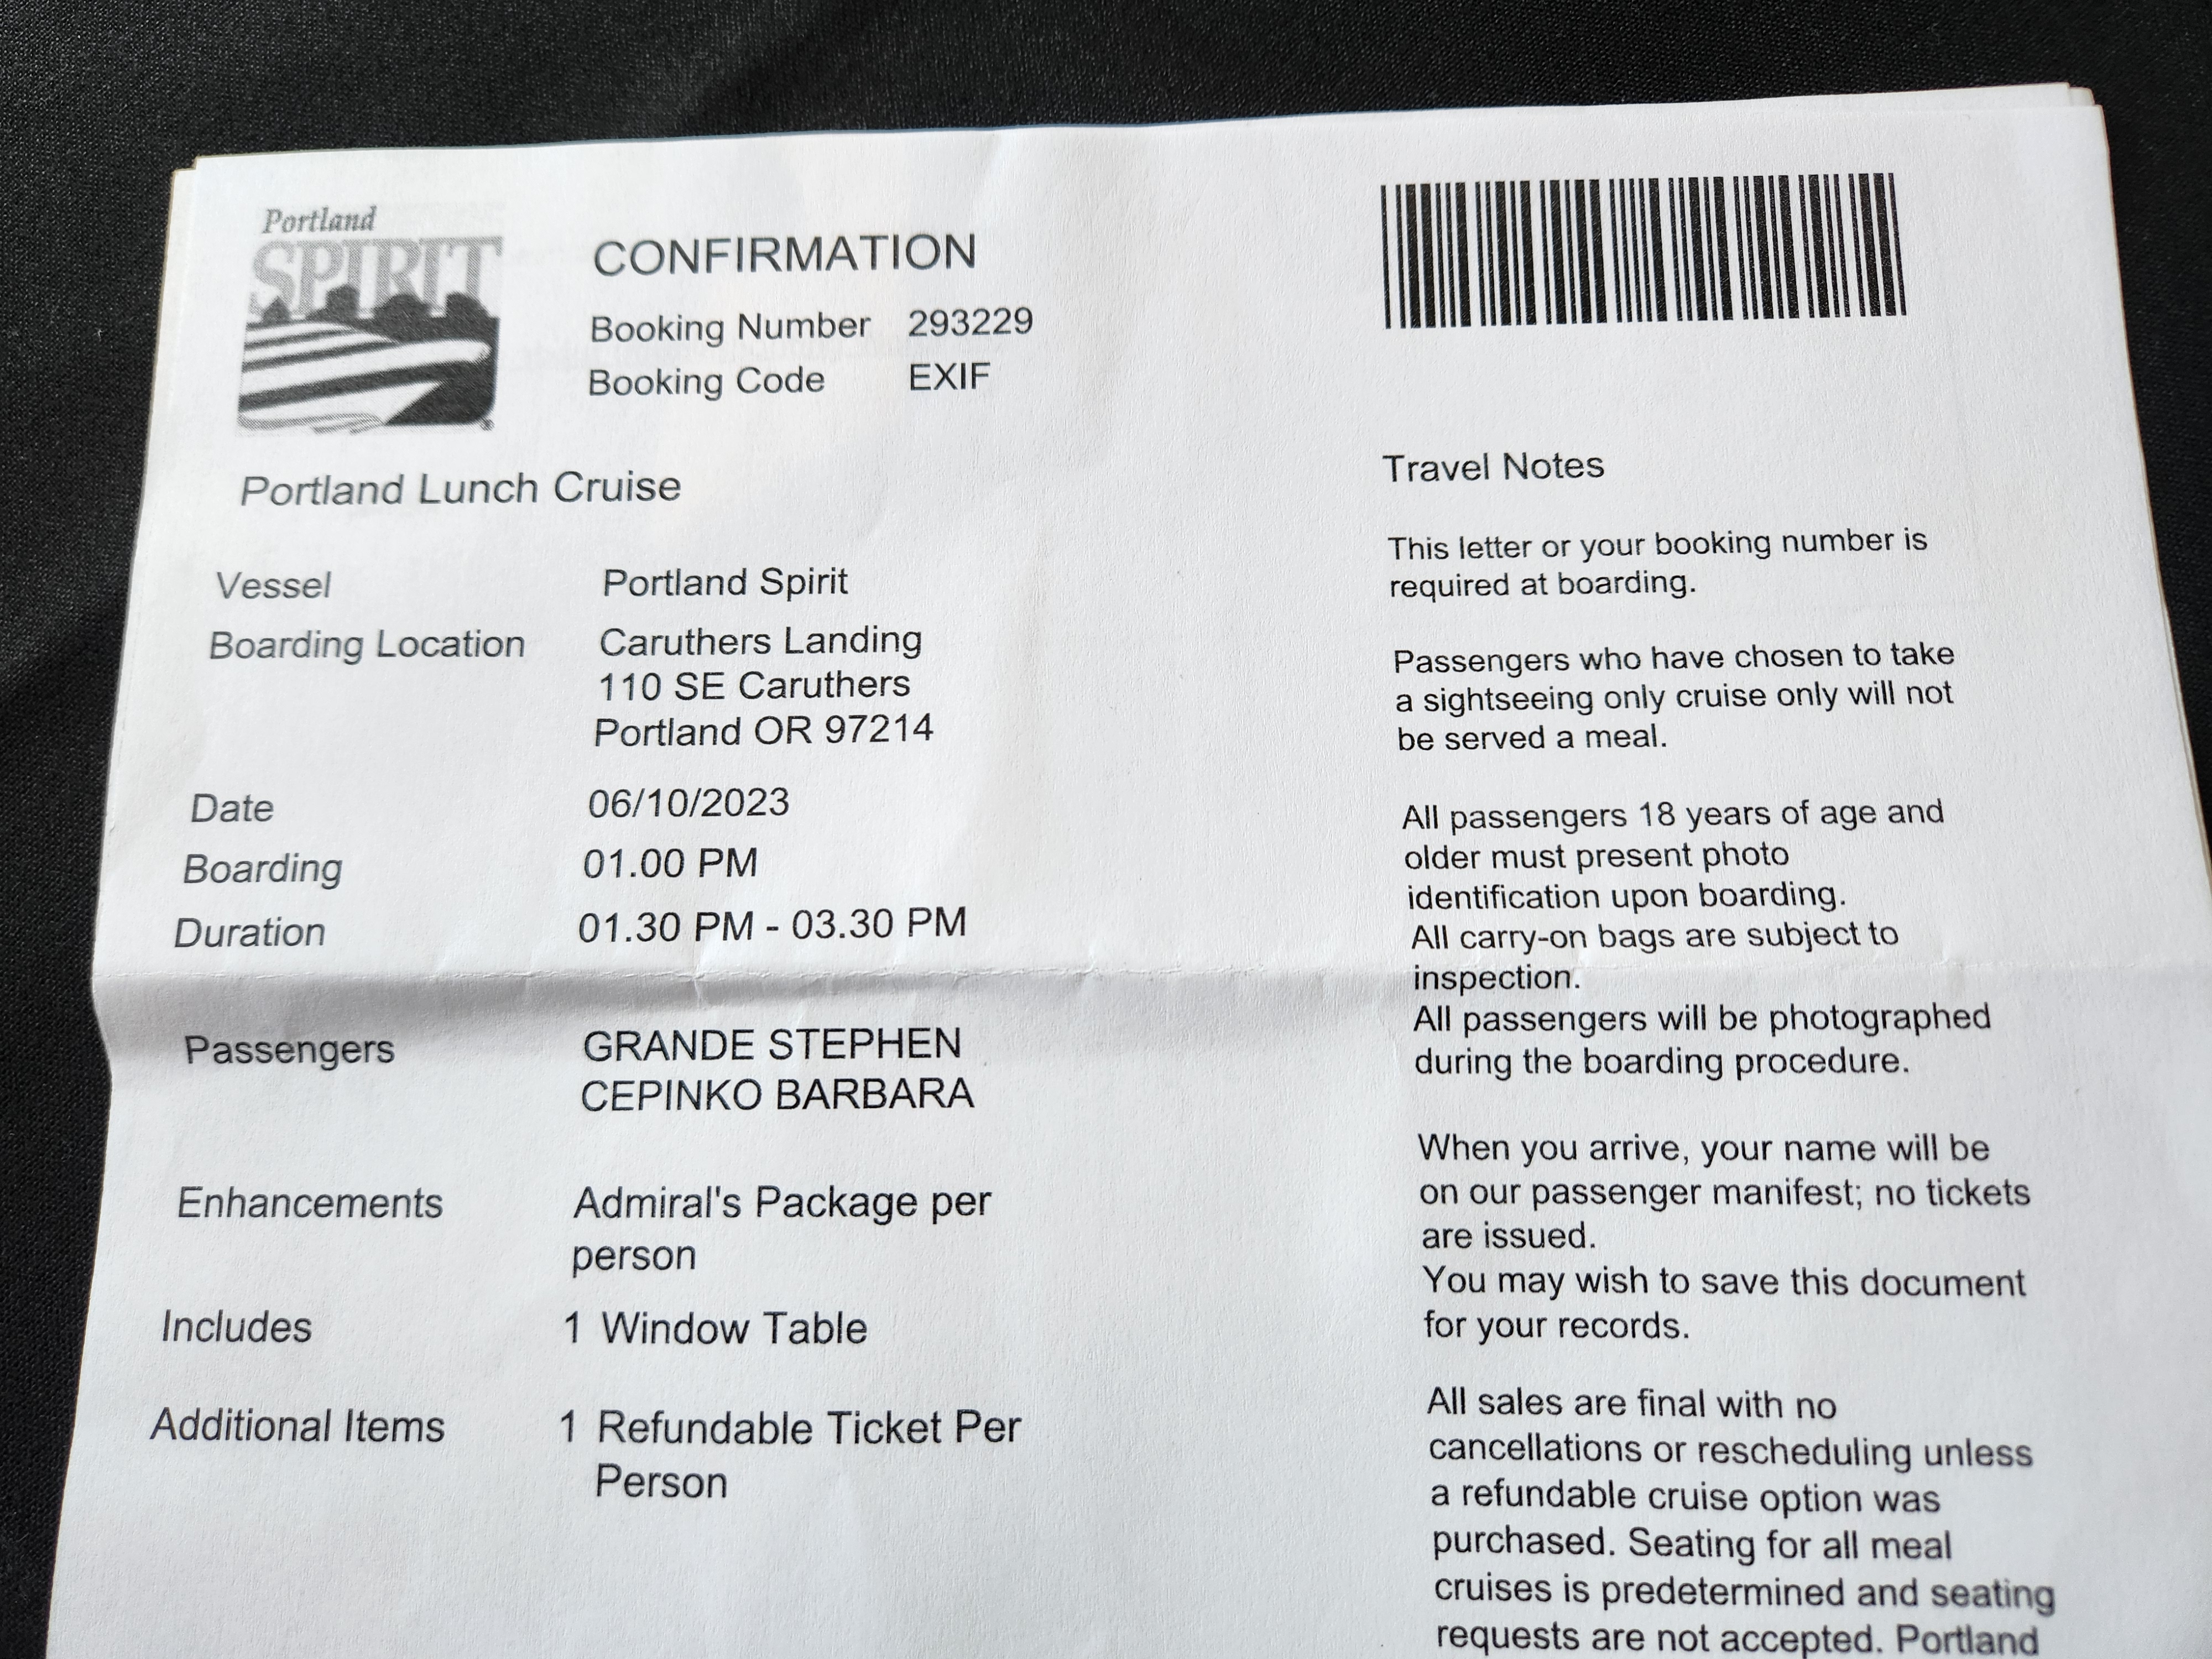 Portland
SPIRIT
CONFIRMATION
Booking Number 293229
Booking Code EXIF
Portland Lunch Cruise
Vessel Portland Spirit
Boarding Location Caruthers Landing
110 SE Caruthers
Portland OR 97214
Date 06/10/2023
Boarding 01.00 PM
Duration 01.30 PM - 03.30 PM
Passengers GRANDE STEPHEN
CEPINKO BARBARA
Enhancements Admiral's Package per
person
Includes 1 Window Table
Additional Items 1 Refundable Ticket Per
Person
Travel Notes
This letter or your booking number is
required at boarding.
Passengers who have chosen to take
a sightseeing only cruise only will not
be served a meal.
All passengers 18 years of age and
older must present photo
identification upon boarding.
All carry-on bags are subject to
inspection.
All passengers will be photographed
during the boarding procedure.
When you arrive, your name will be
on our passenger manifest; no tickets
are issued.
You may wish to save this document
for your records.
All sales are final with no
cancellations or rescheduling unless
a refundable cruise option was
purchased. Seating for all meal
cruises is predetermined and seating
requests are not accepted. Portland